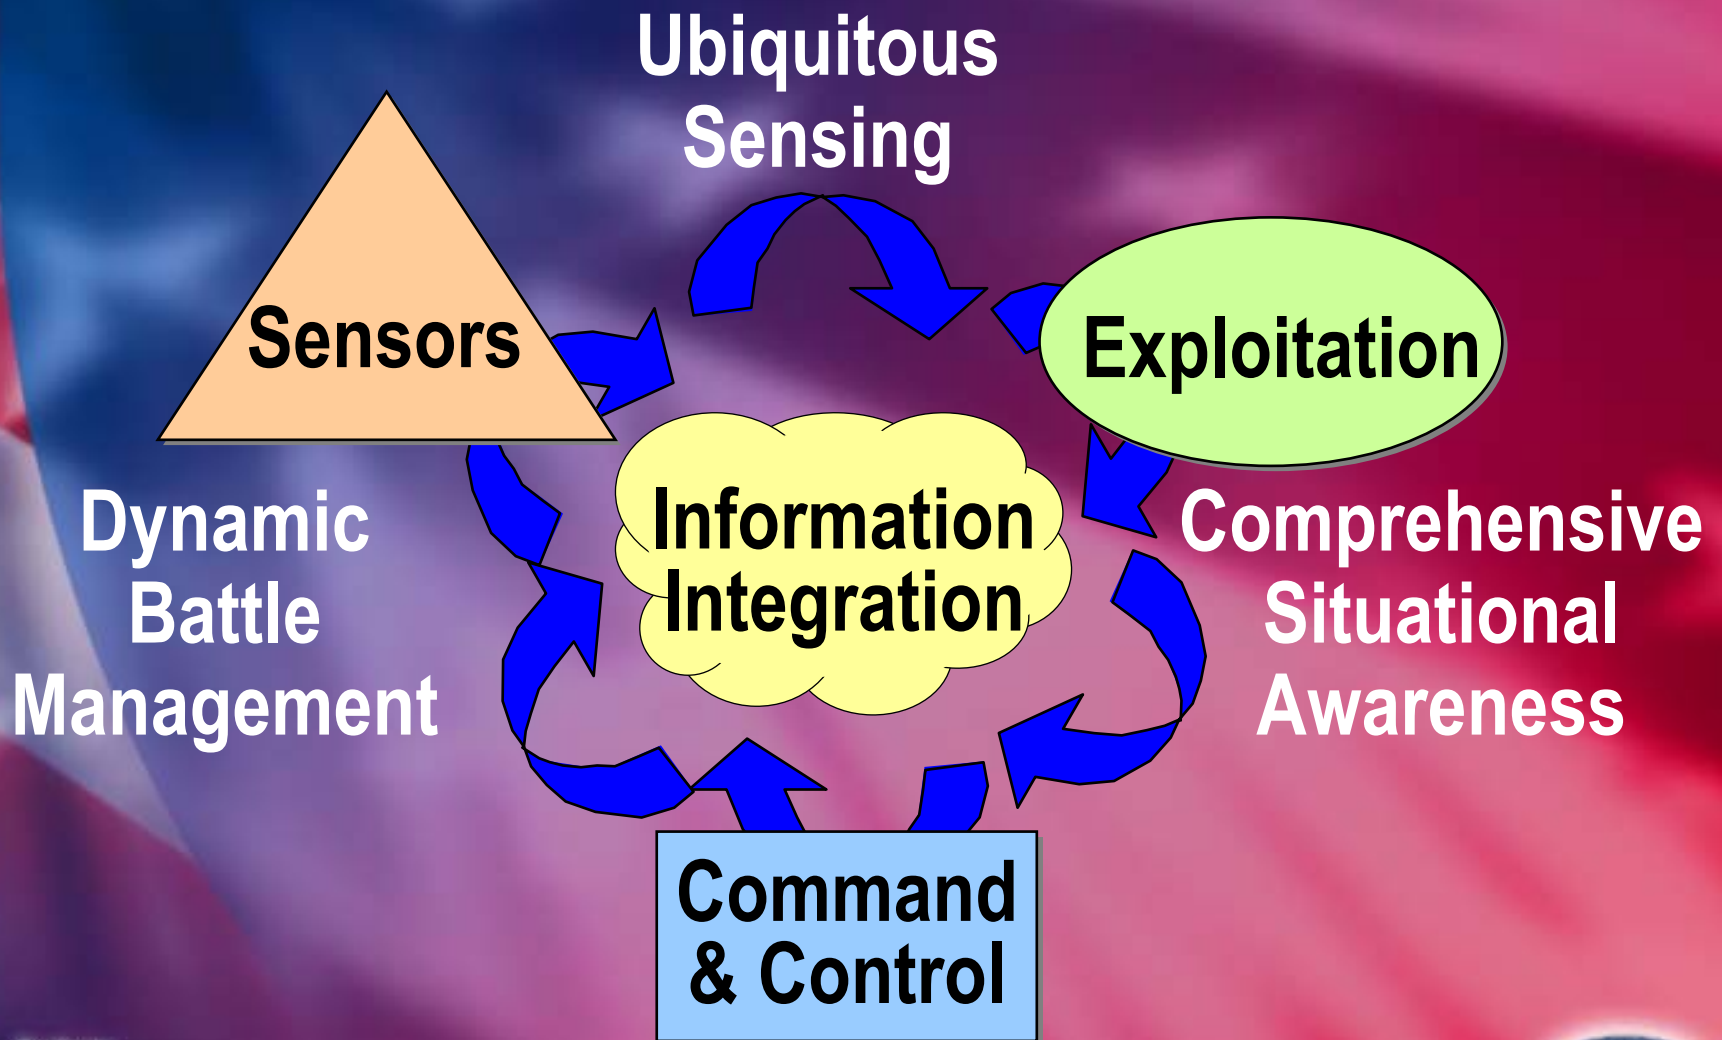 Ubiquitous
Sensing
Sensors
Exploitation
Information
Integration
Dynamic
Battle
Management
Comprehensive
Situational
Awareness
Command
& Control